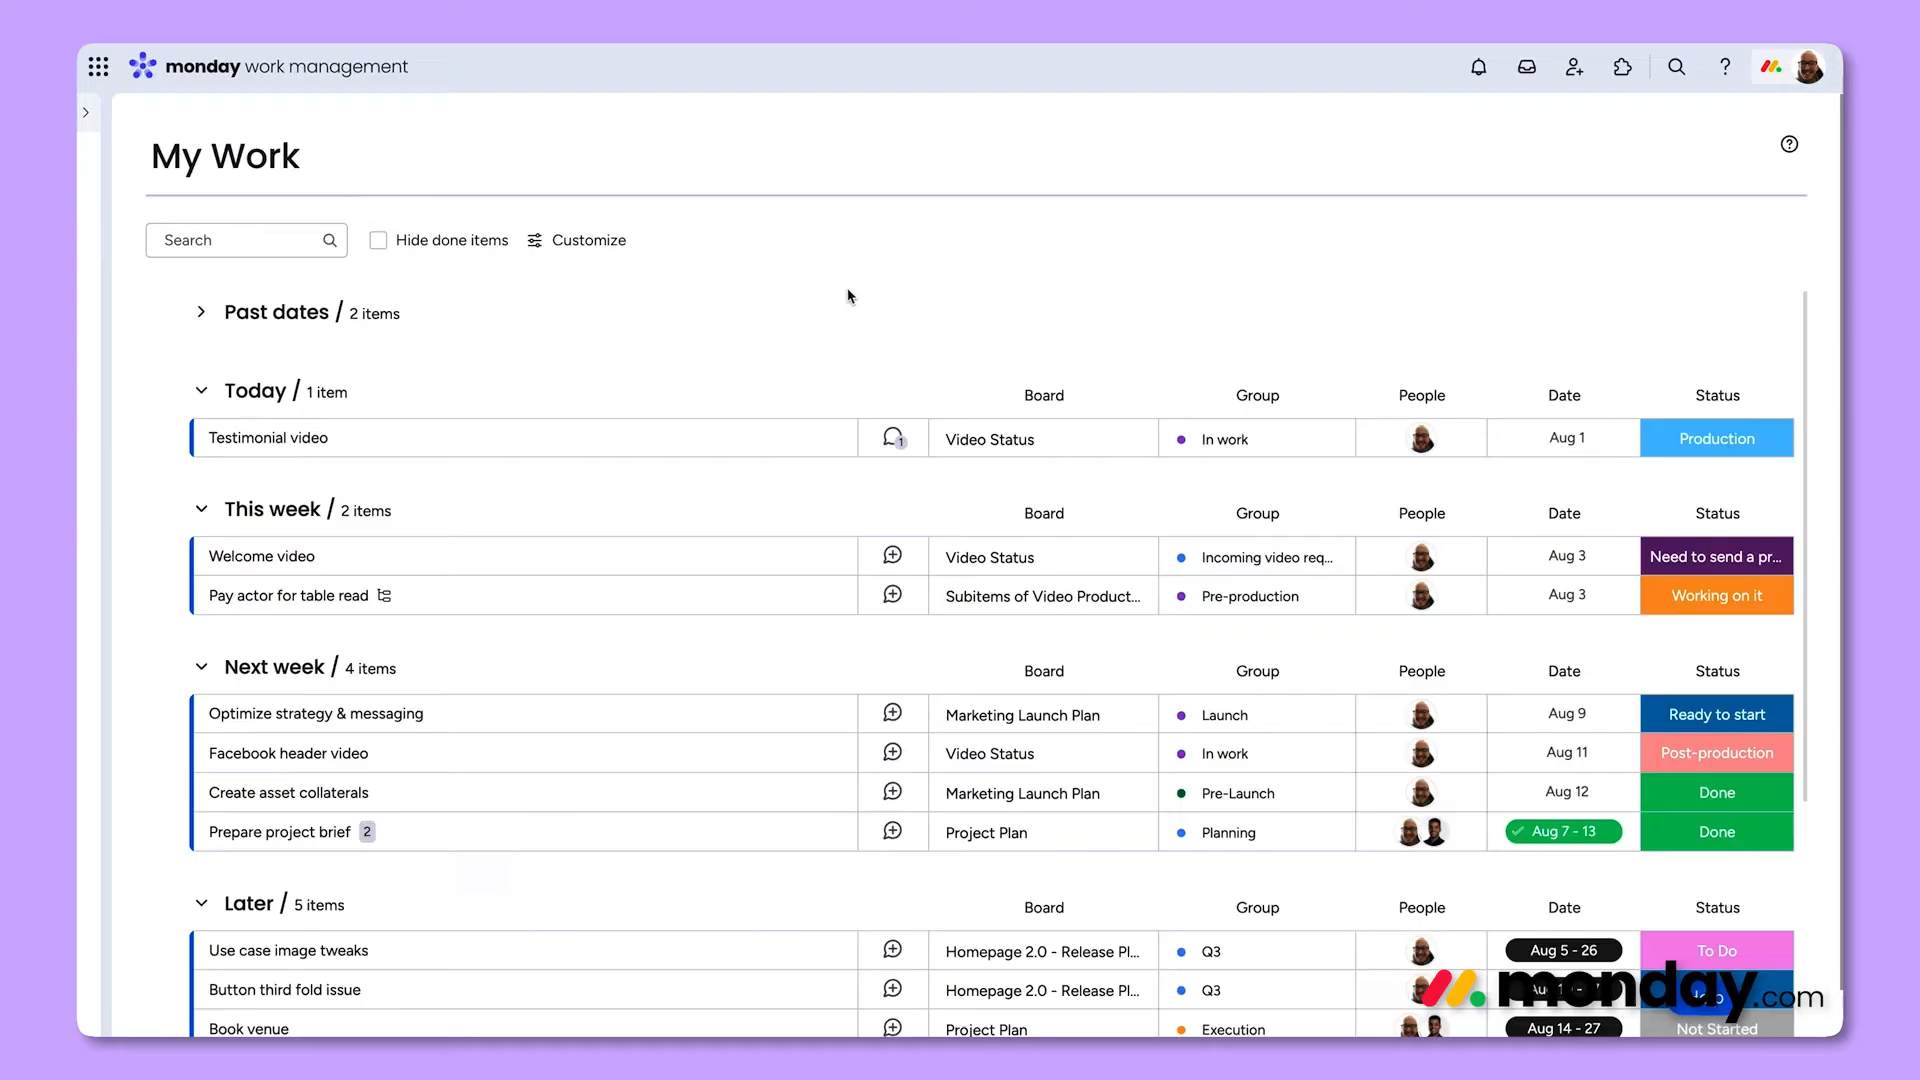 monday work management
My Work
Search
Hide done items
Customize
Past dates / 2 items
Today / 1 item
Board Group People Date Status
Testimonial video 1 Video Status In work Aug 1 Production
This week / 2 items
Board Group People Date Status
Welcome video Video Status Incoming video req... Aug 3 Need to send a pr...
Pay actor for table read Subitems of Video Product... Pre-production Aug 3 Working on it
Next week / 4 items
Board Group People Date Status
Optimize strategy & messaging Marketing Launch Plan Launch Aug 9 Ready to start
Facebook header video Video Status In work Aug 11 Post-production
Create asset collaterals Marketing Launch Plan Pre-Launch Aug 12 Done
Prepare project brief 2 Project Plan Planning Aug 7 - 13 Done
Later / 5 items
Board Group People Date Status
Use case image tweaks Homepage 2.0 - Release Pl... Q3 Aug 5 - 26 To Do
Button third fold issue Homepage 2.0 - Release Pl... Q3
monday.com
Book venue Project Plan Execution Aug 14 - 27 Not Started